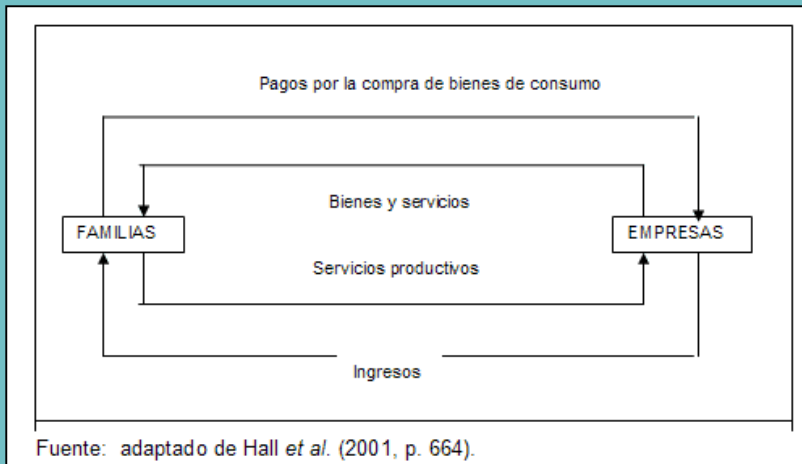 Pagos por la compra de bienes de consumo
Bienes y servicios
FAMILIAS
EMPRESAS
Servicios productivos
Ingresos
Fuente: adaptado de Hall et al. (2001, p. 664).